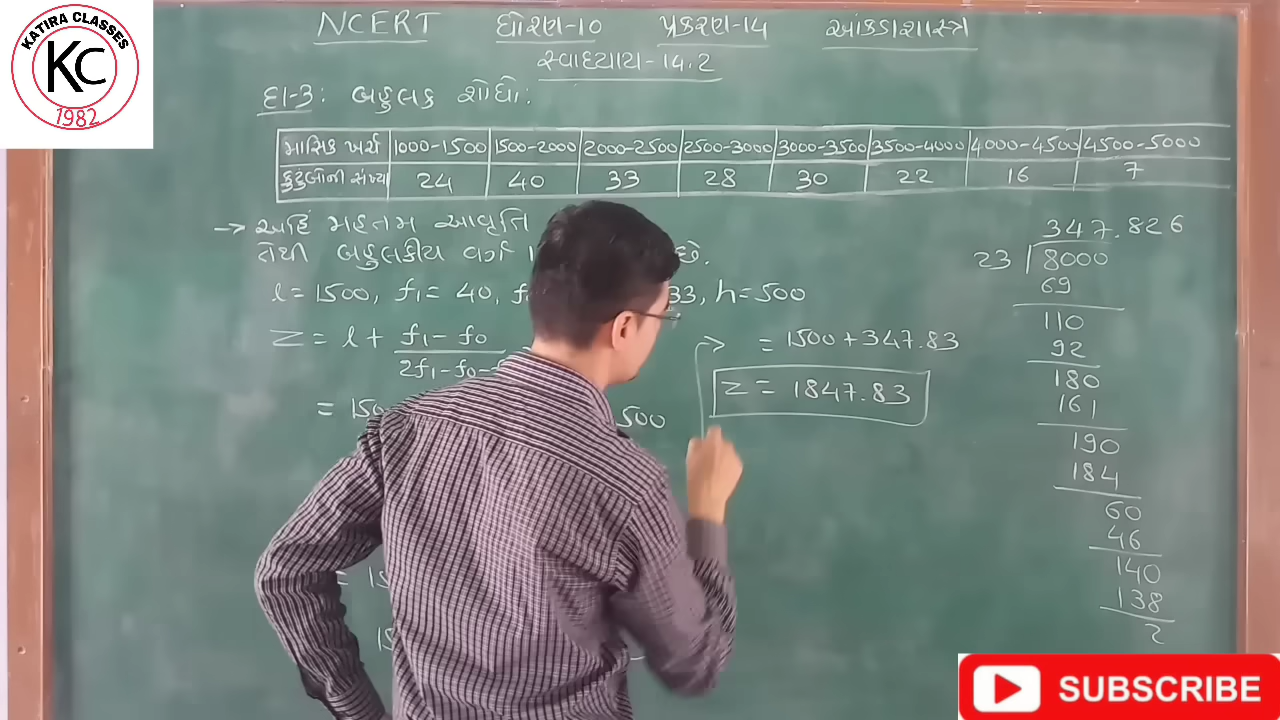 KATIRA CLASSES
KC
1982
NCERT ધોરણ-10 પ્રકરણ-14 આંકડાશાસ્ત્ર
સ્વાધ્યાય-14.2
દા-3: બહુલક શોધો:
માસિક ખર્ચ 1000-1500 1500-2000 2000-2500 2500-3000 3000-3500 3500-4000 4000-4500 4500-5000
કુટુંબોની સંખ્યા 24 40 33 28 30 22 16 7
→ અહિં મહતમ આવૃતિ
તેથી બહુલકીય વર્ગ છે.
l = 1500, f1 = 40, 33, h = 500
Z = l + f1 - f0
2f1 - f0 -
= 500
= 1500 + 347.83
Z = 1847.83
347.826
23 8000
69
110
92
180
161
190
184
60
46
140
138
2
SUBSCRIBE